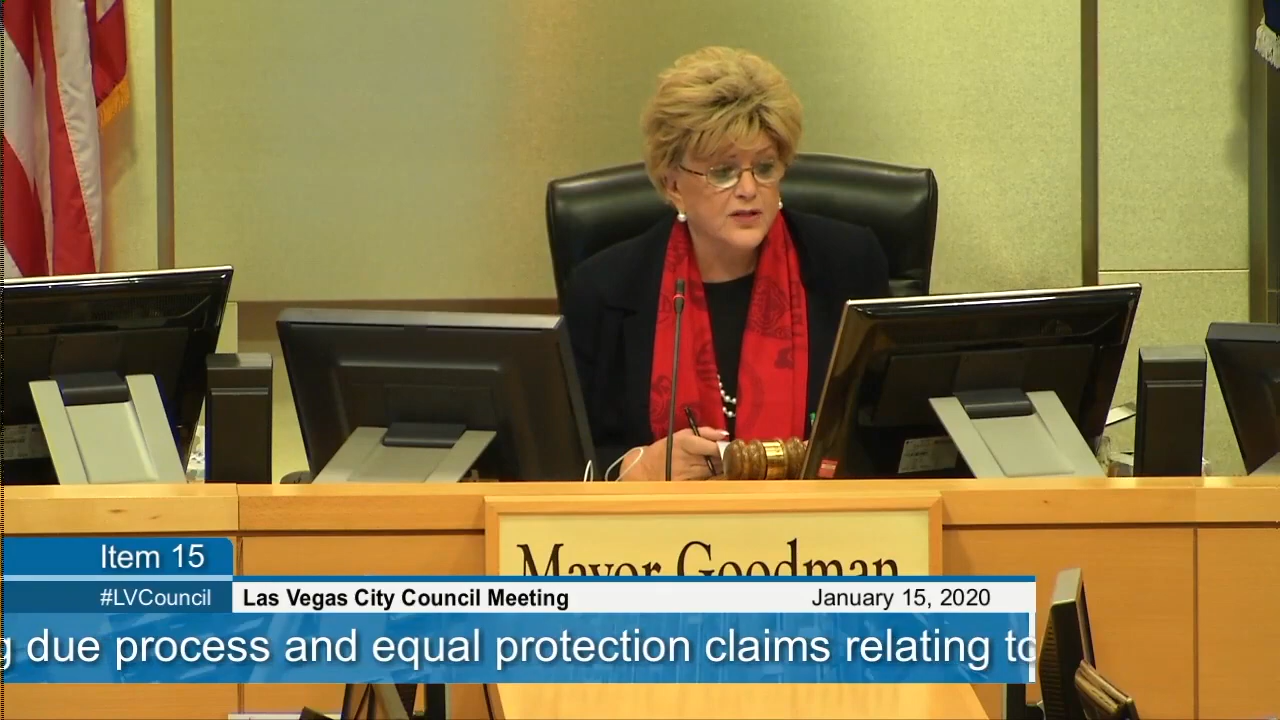 Mayor Goodman
Item 15
#LVCouncil
Las Vegas City Council Meeting
January 15, 2020
due process and equal protection claims relating to